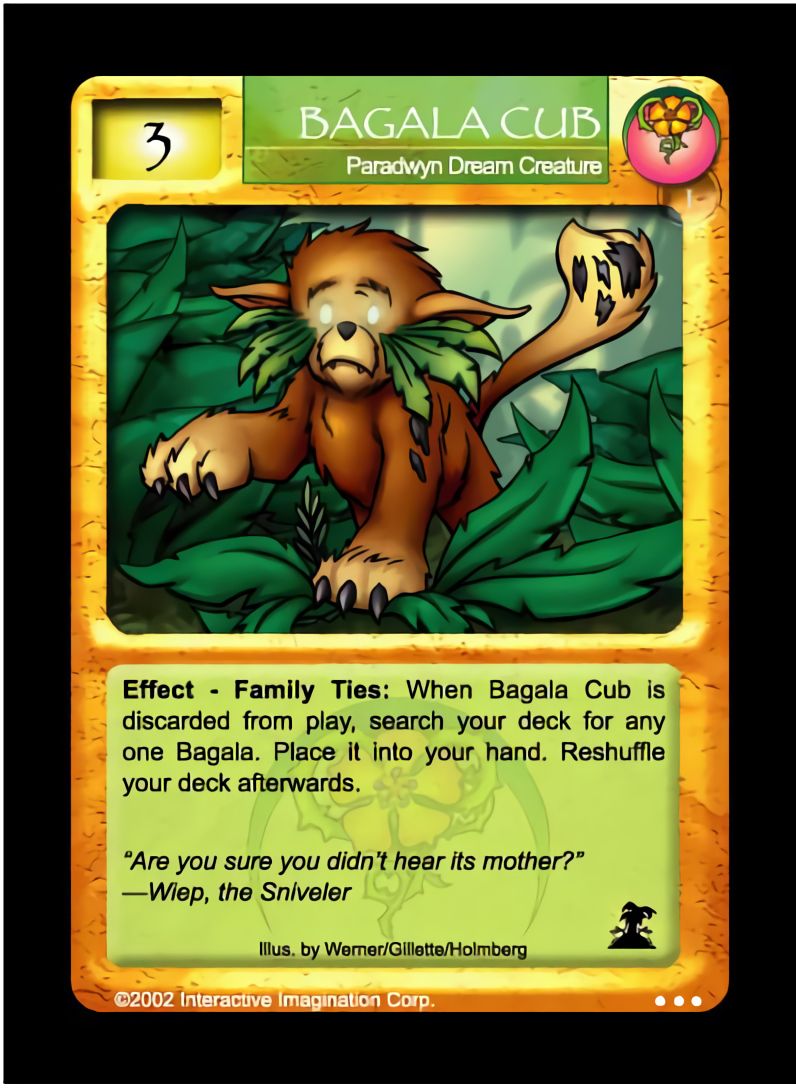 3
BAGALA CUB
Paradwyn Dream Creature
1
Effect - Family Ties: When Bagala Cub is
discarded from play, search your deck for any
one Bagala. Place it into your hand. Reshuffle
your deck afterwards.
“Are you sure you didn’t hear its mother?”
—Wiep, the Sniveler
Illus. by Werner/Gillette/Holmberg
©2002 Interactive Imagination Corp.